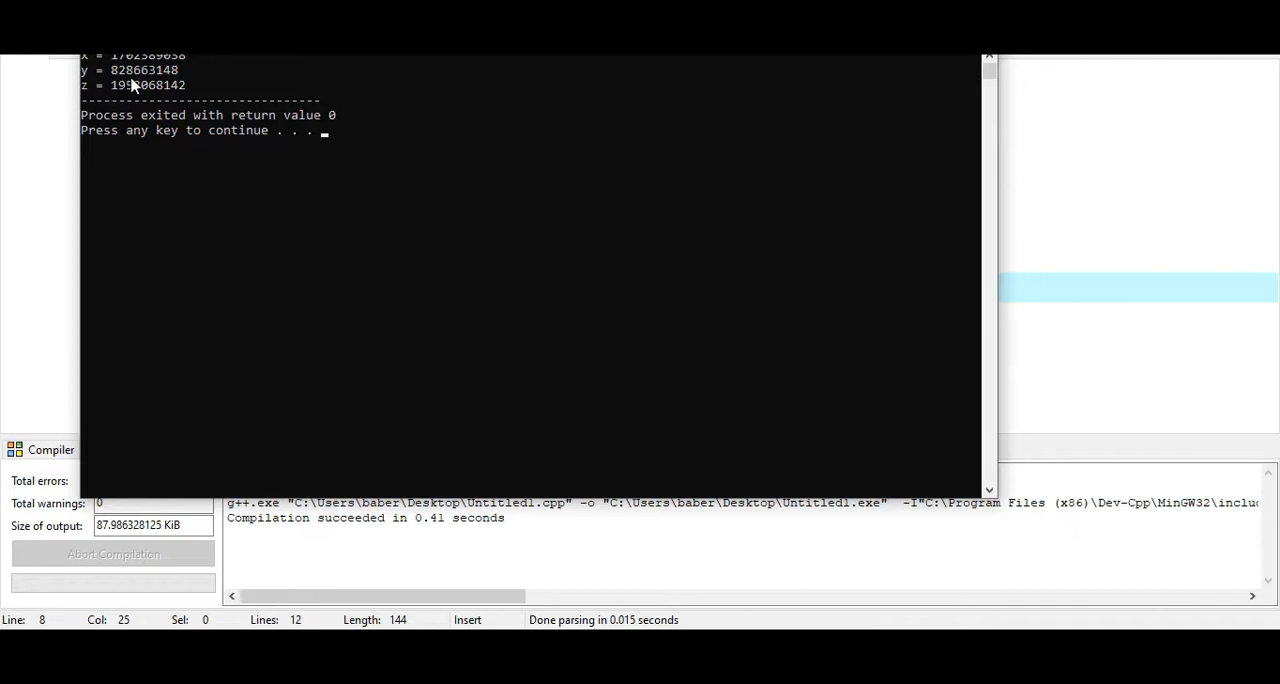 y = 828663148
Process exited with return value 0
Press any key to continue . . .
Compiler
Total errors:
Total warnings: 0
g++.exe "C:\Users\baber\Desktop\Untitled1.cpp" -o "C:\Users\baber\Desktop\Untitled1.exe" -I"C:\Program Files (x86)\Dev-Cpp\MinGW32\inclu
Size of output: 87.986328125 KiB
Compilation succeeded in 0.41 seconds
Abort Compilation
Line: 8 Col: 25 Sel: 0 Lines: 12 Length: 144 Insert Done parsing in 0.015 seconds